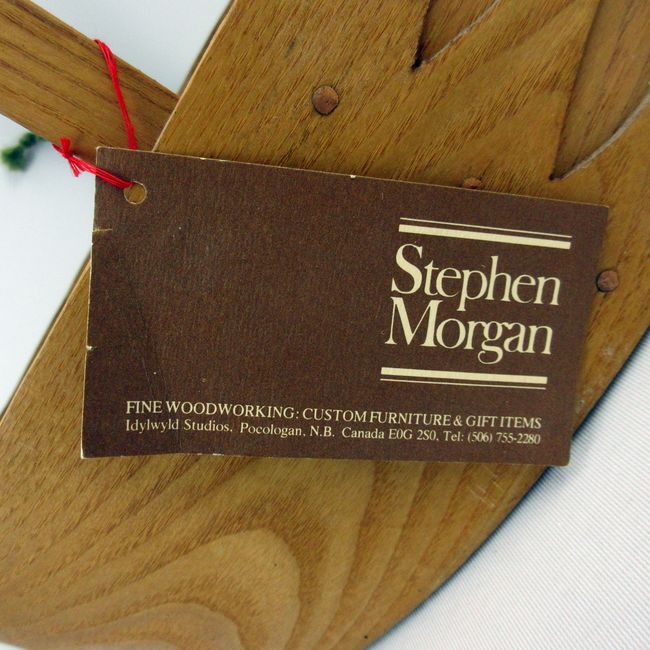 Stephen
Morgan
FINE WOODWORKING: CUSTOM FURNITURE & GIFT ITEMS
Idylwyld Studios, Pocologan, N.B. Canada E0G 2S0, Tel: (506) 755-2280